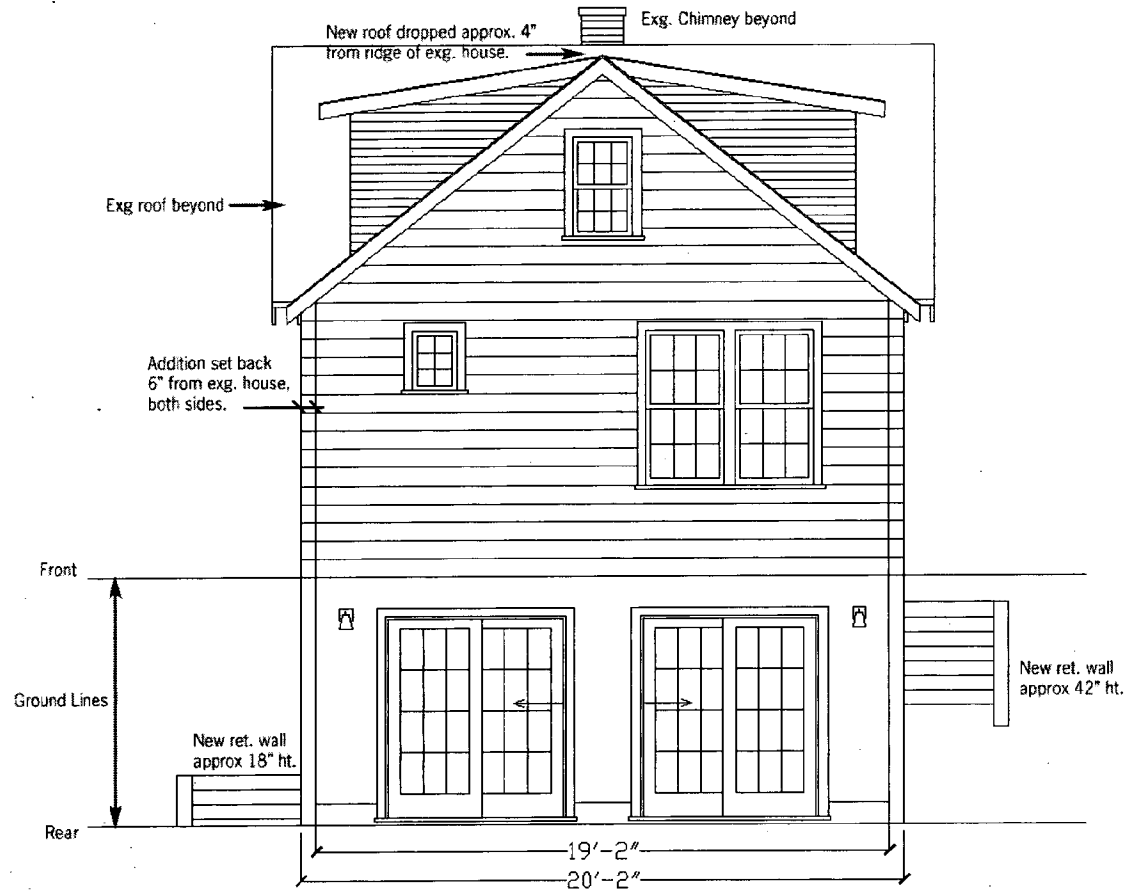 Exg. Chimney beyond
New roof dropped approx. 4"
from ridge of exg. house.
Exg roof beyond
Addition set back
6" from exg. house,
both sides.
Front
Ground Lines
New ret. wall
approx 42" ht.
New ret. wall
approx 18" ht.
Rear
19'-2"
20'-2"